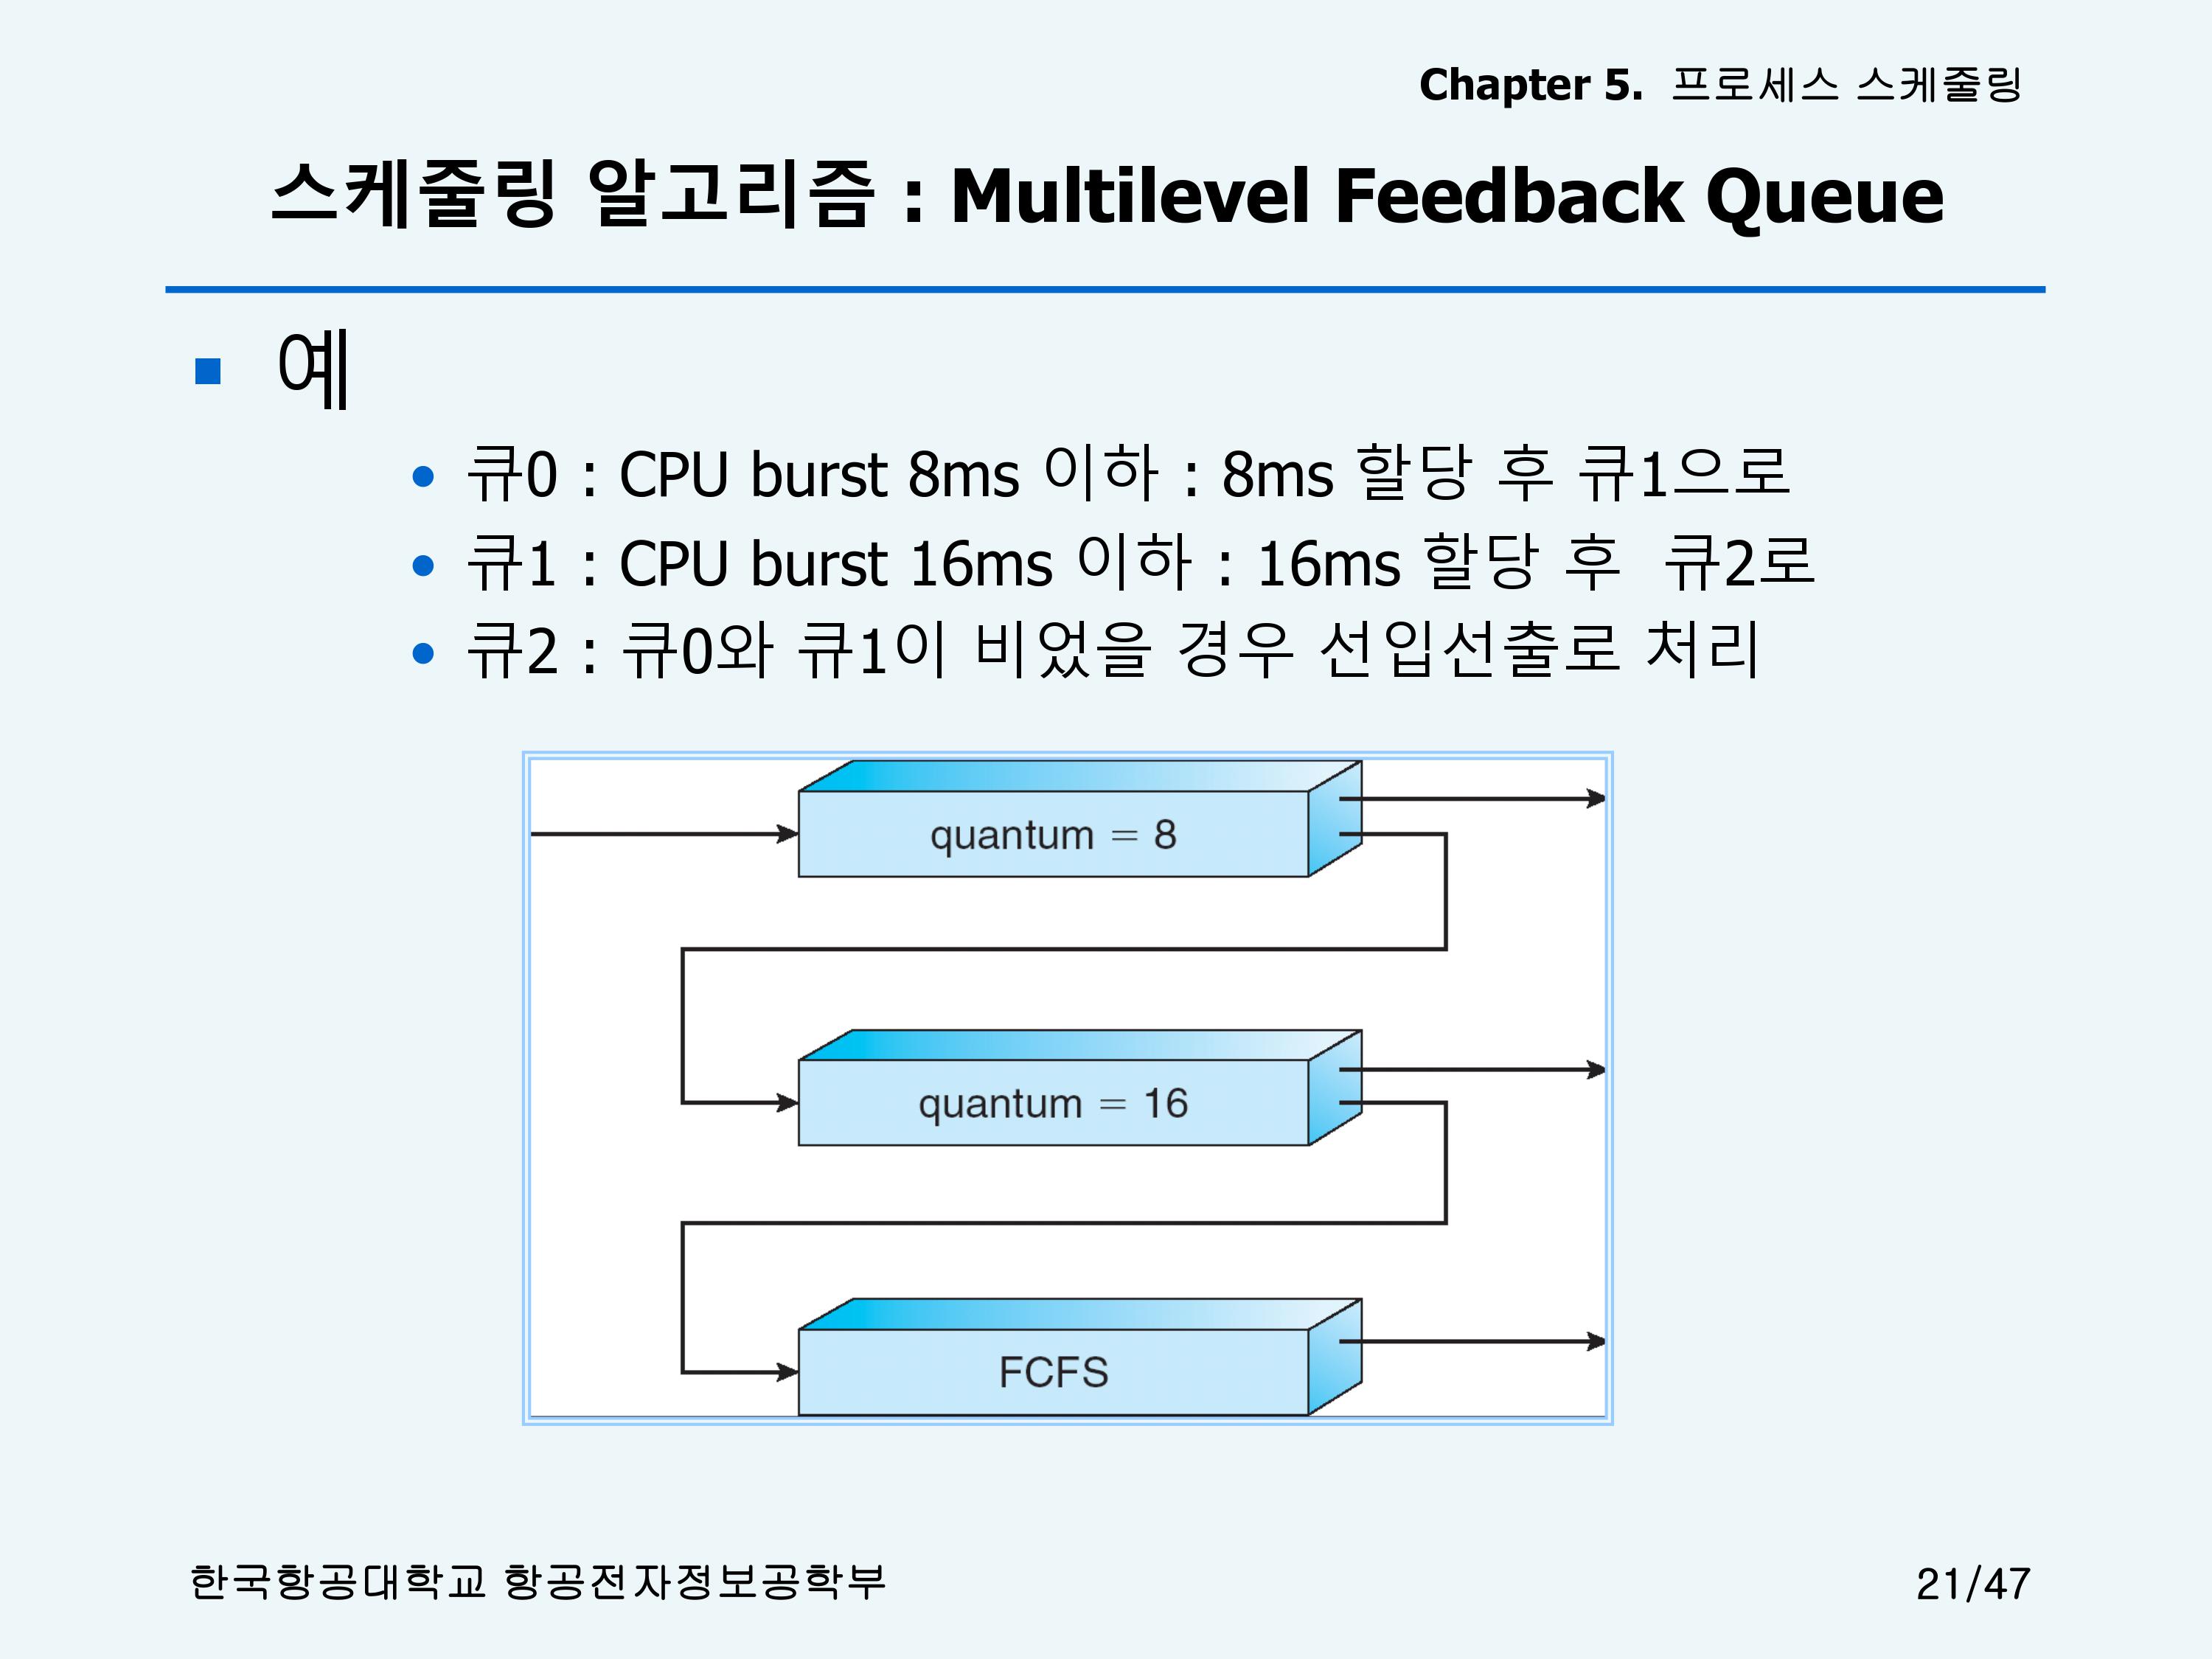 Chapter 5. 프로세스 스케줄링
스케줄링 알고리즘 : Multilevel Feedback Queue
예
큐0 : CPU burst 8ms 이하 : 8ms 할당 후 큐1으로
큐1 : CPU burst 16ms 이하 : 16ms 할당 후 큐2로
큐2 : 큐0와 큐1이 비었을 경우 선입선출로 처리
quantum = 8
quantum = 16
FCFS
한국항공대학교 항공전자정보공학부
21/47